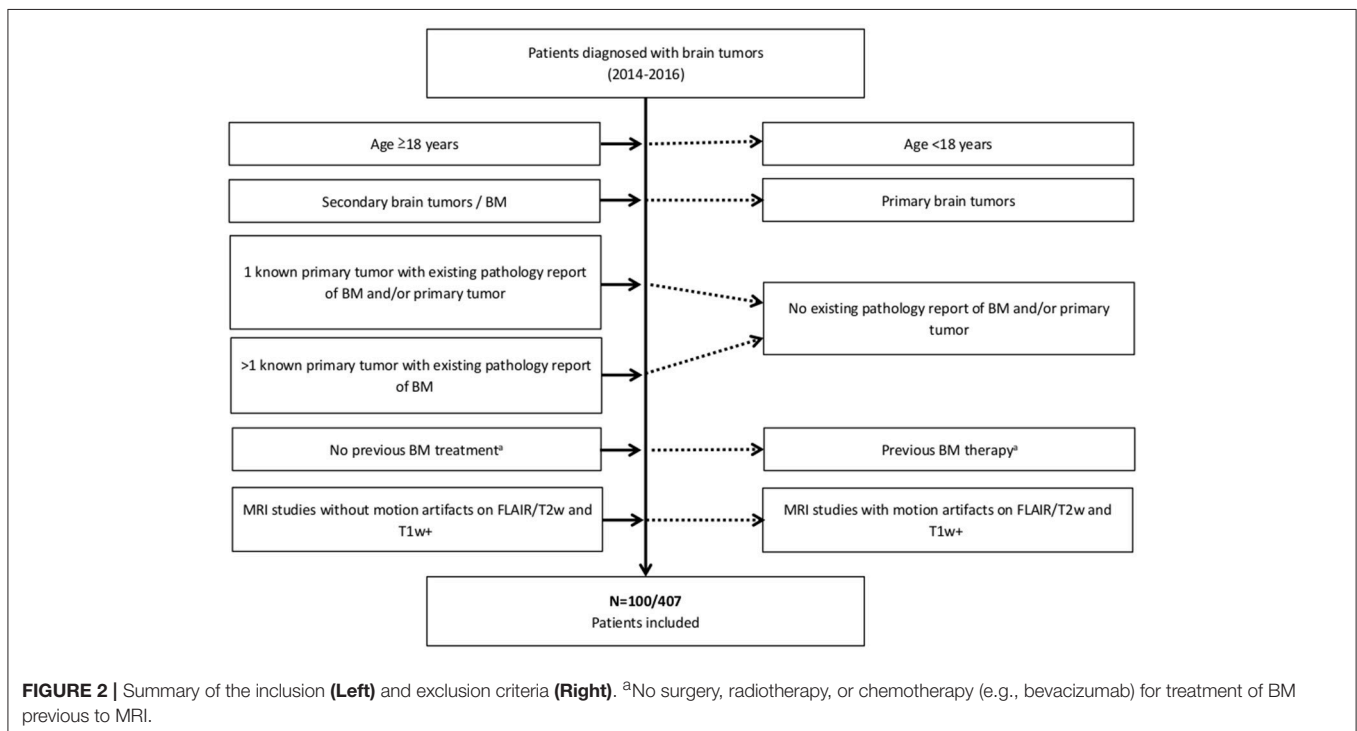 Patients diagnosed with brain tumors
(2014-2016)
Age ≥18 years
Age <18 years
Secondary brain tumors / BM
Primary brain tumors
1 known primary tumor with existing pathology report
of BM and/or primary tumor
No existing pathology report of BM and/or primary
tumor
>1 known primary tumor with existing pathology report
of BM
No previous BM treatmentᵃ
Previous BM therapyᵃ
MRI studies without motion artifacts on FLAIR/T2w and
T1w+
MRI studies with motion artifacts on FLAIR/T2w and
T1w+
N=100/407
Patients included
FIGURE 2 | Summary of the inclusion (Left) and exclusion criteria (Right). ᵃNo surgery, radiotherapy, or chemotherapy (e.g., bevacizumab) for treatment of BM
previous to MRI.